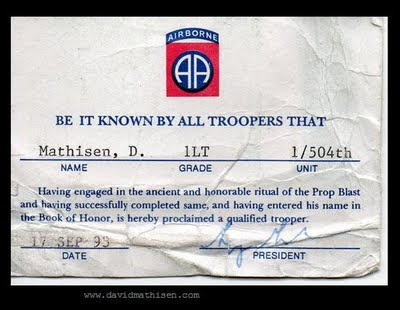 AIRBORNE
AA
BE IT KNOWN BY ALL TROOPERS THAT
Mathisen, D. 1LT 1/504th
NAME GRADE UNIT
Having engaged in the ancient and honorable ritual of the Prop Blast
and having successfully completed same, and having entered his name in
the Book of Honor, is hereby proclaimed a qualified trooper.
17 SEP 93
DATE PRESIDENT
www.davidmathisen.com